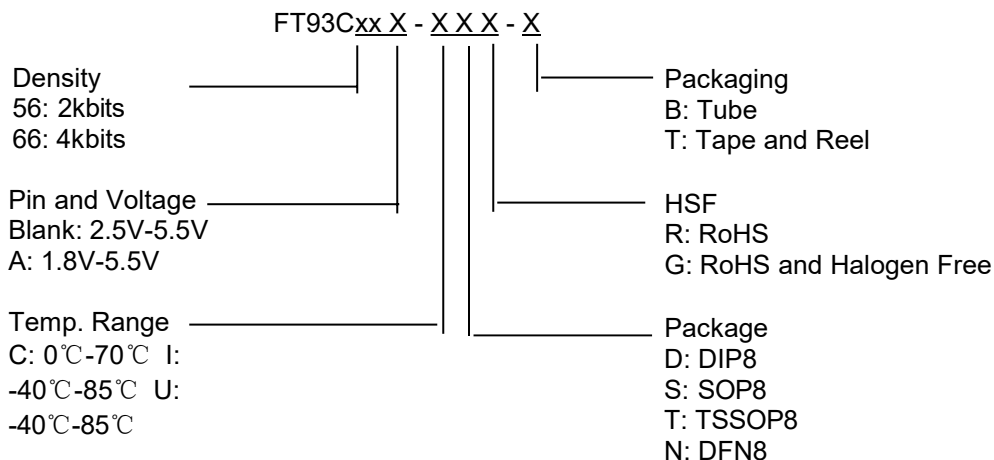 FT93Cxx X - X X X - X
Density
56: 2kbits
66: 4kbits
Pin and Voltage
Blank: 2.5V-5.5V
A: 1.8V-5.5V
Temp. Range
C: 0℃-70℃ I:
-40℃-85℃ U:
-40℃-85℃
Packaging
B: Tube
T: Tape and Reel
HSF
R: RoHS
G: RoHS and Halogen Free
Package
D: DIP8
S: SOP8
T: TSSOP8
N: DFN8